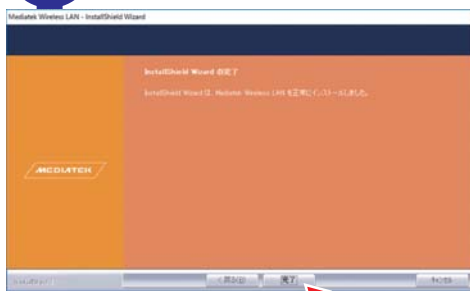 Mediatek Wireless LAN - InstallShield Wizard
InstallShield Wizard の完了
InstallShield Wizard は、Mediatek Wireless LAN を正常にインストールしました。
MEDIATEK
InstallShield
< 戻る(B)
完了
キャンセル